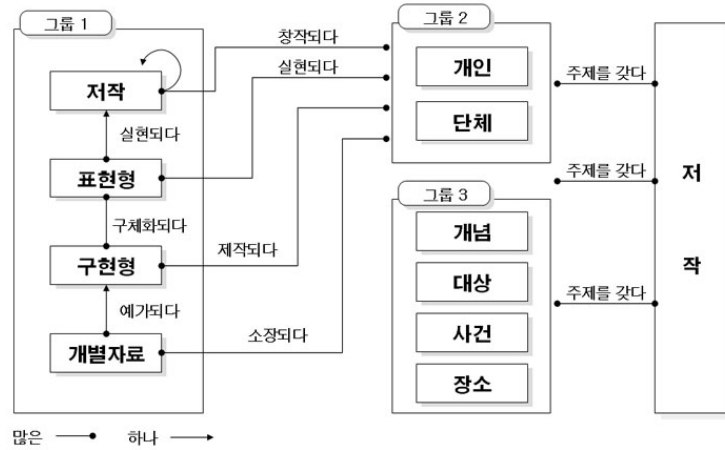 그룹 1
저작
실현되다
표현형
구체화되다
구현형
예가되다
개별자료
창작되다
실현되다
제작되다
소장되다
그룹 2
개인
단체
그룹 3
개념
대상
사건
장소
주제를 갖다
주제를 갖다
주제를 갖다
저
작
많은
하나